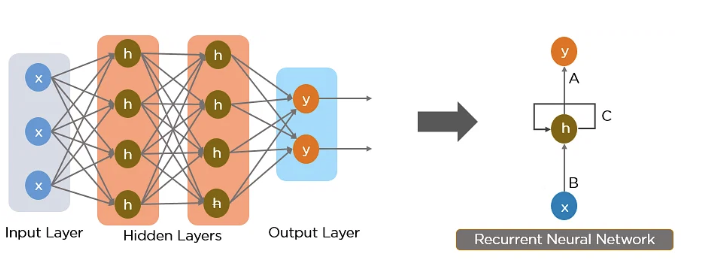 x
x
x
h
h
h
h
h
h
h
h
y
y
Input Layer
Hidden Layers
Output Layer
y
A
C
h
B
x
Recurrent Neural Network